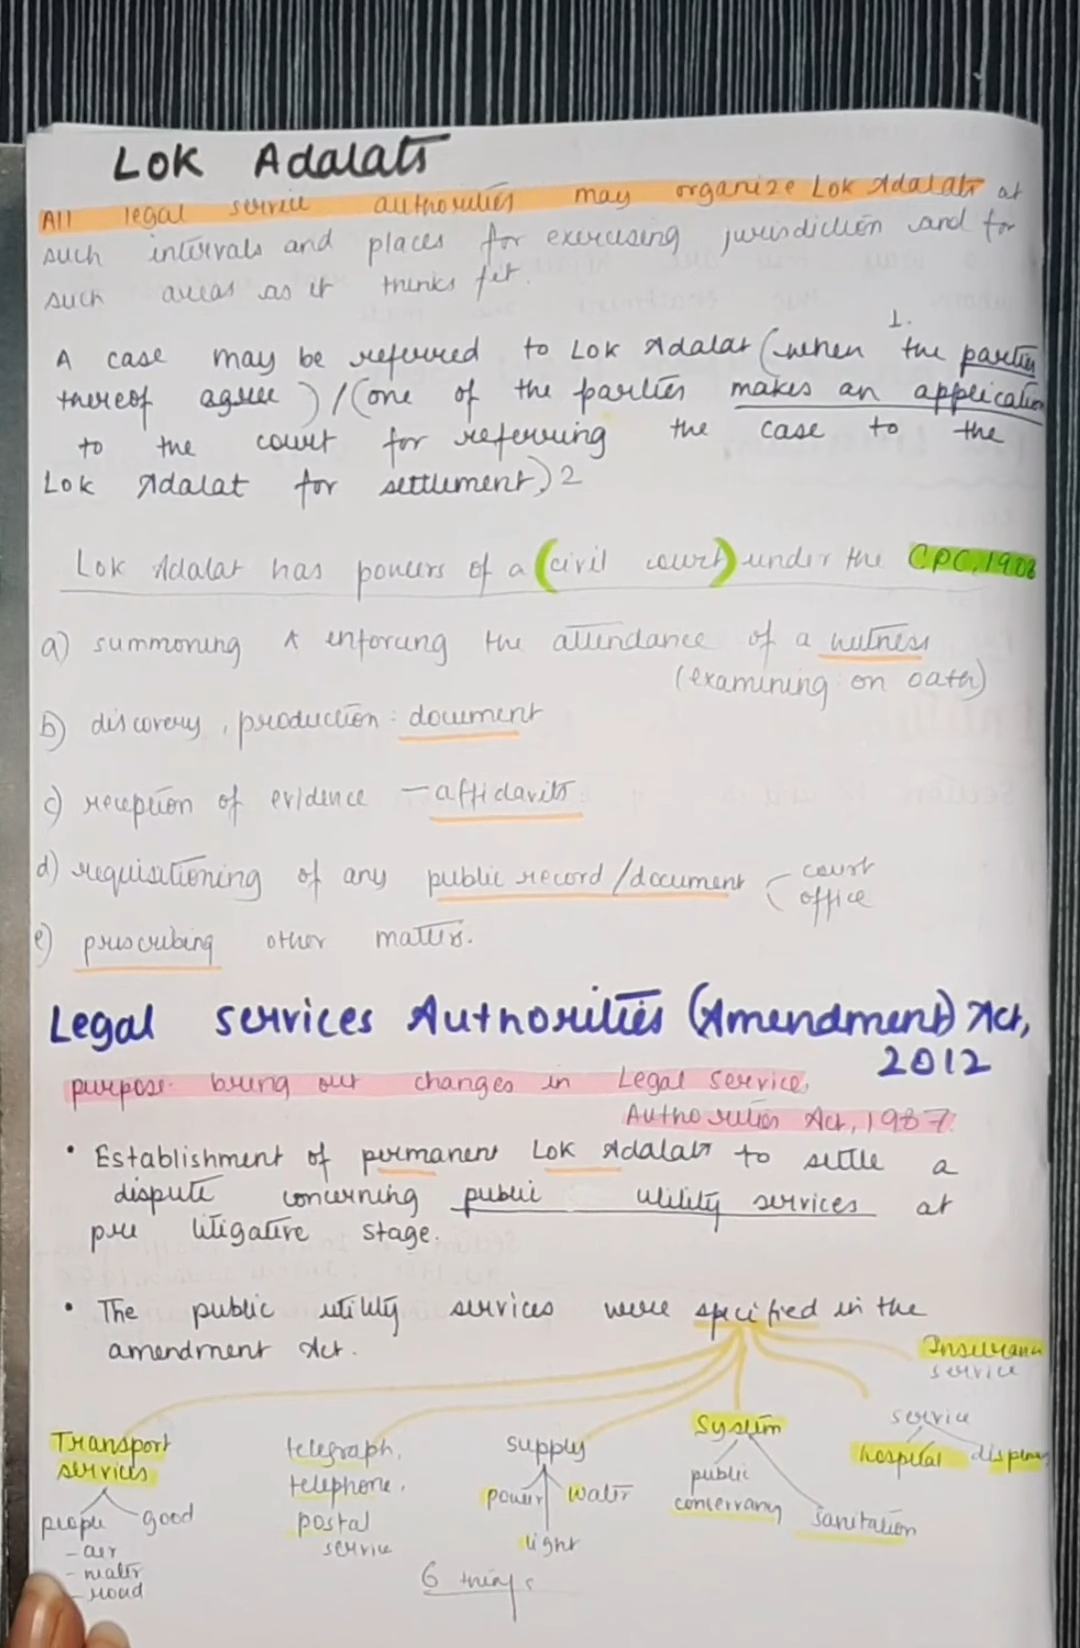 Lok Adalats
All legal service authorities may organize Lok Adalats at
such intervals and places for exercising jurisdiction and for
such areas as it thinks fit.
1.
A case may be referred to Lok Adalat (when the parties
thereof agree) / (one of the parties makes an application
to the court for referring the case to the
Lok Adalat for settlement) 2
Lok Adalat has powers of a (civil court) under the CPC, 1908
a) summoning & enforcing the attendance of a witness
(examining on oath)
b) discovery, production : document
c) reception of evidence - affidavits
d) requisitioning of any public record/document court
office
e) prescribing other matters.
Legal services Authorities (Amendment) Act,
2012
purpose: bring out changes in Legal service
Authorities Act, 1987.
• Establishment of permanent Lok Adalats to settle a
dispute concerning public utility services at
pre litigative stage.
• The public utility services were specified in the
amendment Act.
Insurance
service
Transport
services
people good
- air
- water
- road
telegraph,
telephone,
postal
service
supply
power water
light
System
public
conservancy sanitation
service
hospital
6 things